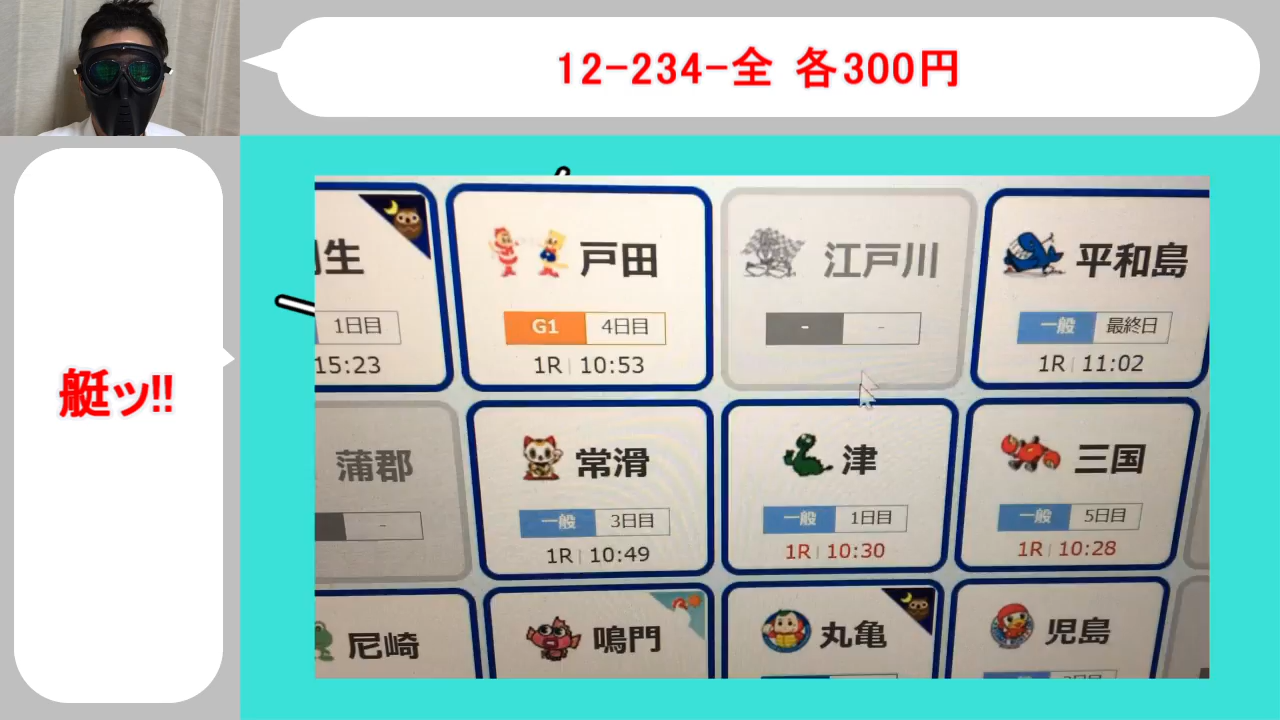 12-234-全 各300円
艇ッ!!
生
1日目
15:23
戸田
G1 4日目
1R 10:53
江戸川
- -
平和島
一般 最終日
1R 11:02
蒲郡
-
常滑
一般 3日目
1R 10:49
津
一般 1日目
1R 10:30
三国
一般 5日目
1R 10:28
尼崎
鳴門
丸亀
児島